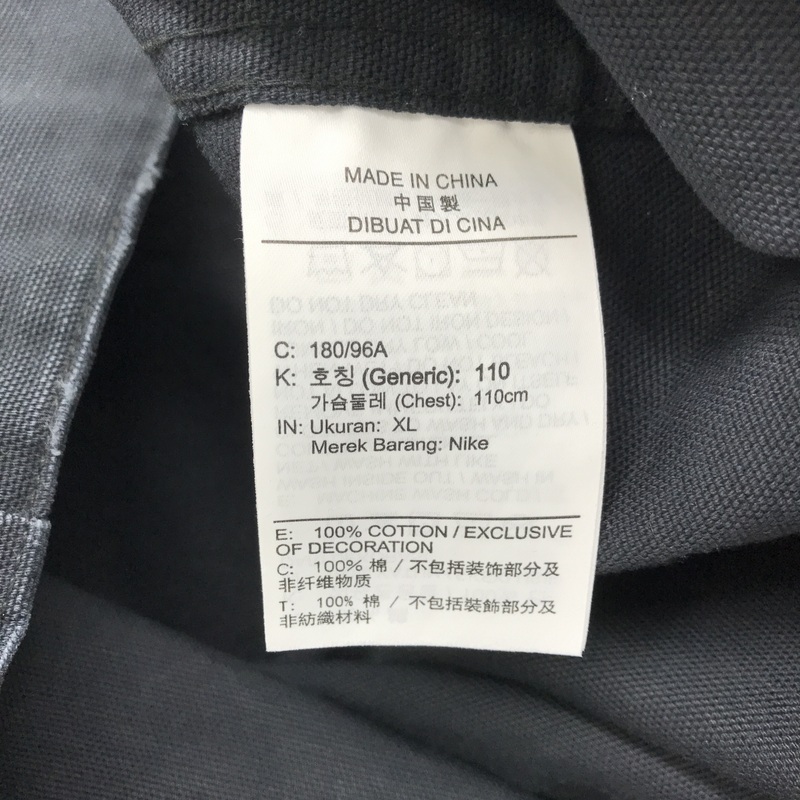 MADE IN CHINA
中国製
DIBUAT DI CINA
C: 180/96A
K: 호칭 (Generic): 110
가슴둘레 (Chest): 110cm
IN: Ukuran: XL
Merek Barang: Nike
E: 100% COTTON / EXCLUSIVE
OF DECORATION
C: 100% 棉 / 不包括装饰部分及
非纤维物质
T: 100% 棉 / 不包括裝飾部分及
非紡織材料